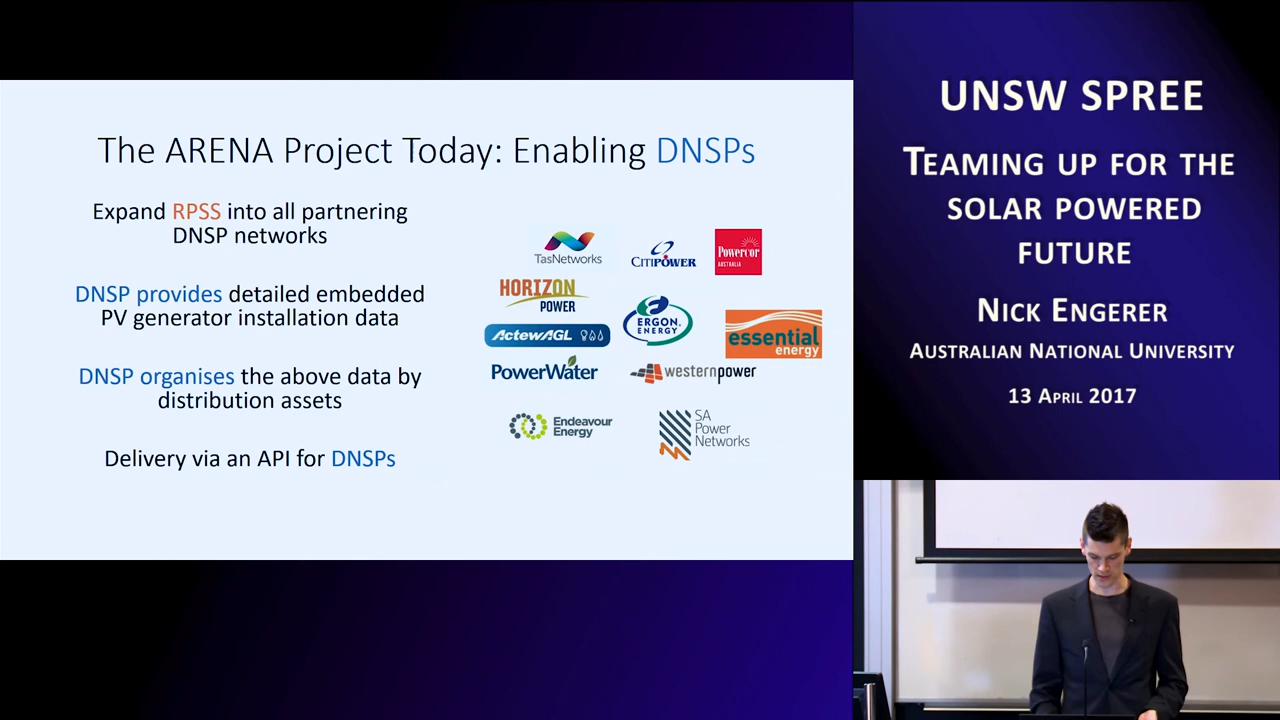 The ARENA Project Today: Enabling DNSPs
Expand RPSS into all partnering
DNSP networks
DNSP provides detailed embedded
PV generator installation data
DNSP organises the above data by
distribution assets
Delivery via an API for DNSPs
TasNetworks
CITIPOWER
Powercor
AUSTRALIA
HORIZON
POWER
ActewAGL
ERGON.
ENERGY
essential
energy
PowerWater
westernpower
Endeavour
Energy
SA
Power
Networks
UNSW SPREE
TEAMING UP FOR THE
SOLAR POWERED
FUTURE
NICK ENGERER
AUSTRALIAN NATIONAL UNIVERSITY
13 APRIL 2017